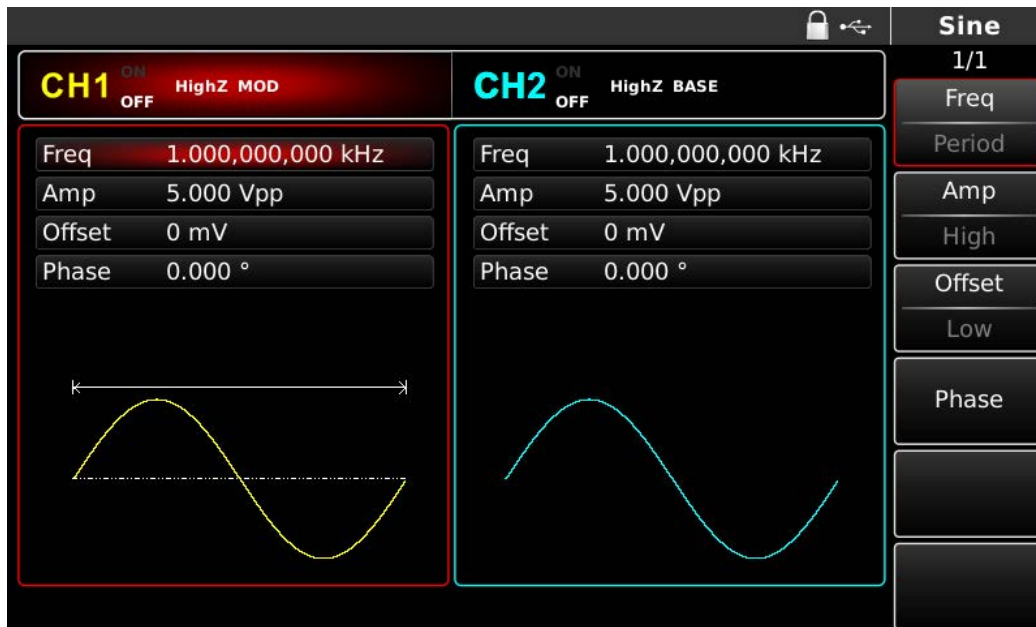 Sine
1/1
CH1 ON OFF HighZ MOD
CH2 ON OFF HighZ BASE
Freq 1.000,000,000 kHz
Amp 5.000 Vpp
Offset 0 mV
Phase 0.000 °
Freq 1.000,000,000 kHz
Amp 5.000 Vpp
Offset 0 mV
Phase 0.000 °
Freq
Period
Amp
High
Offset
Low
Phase